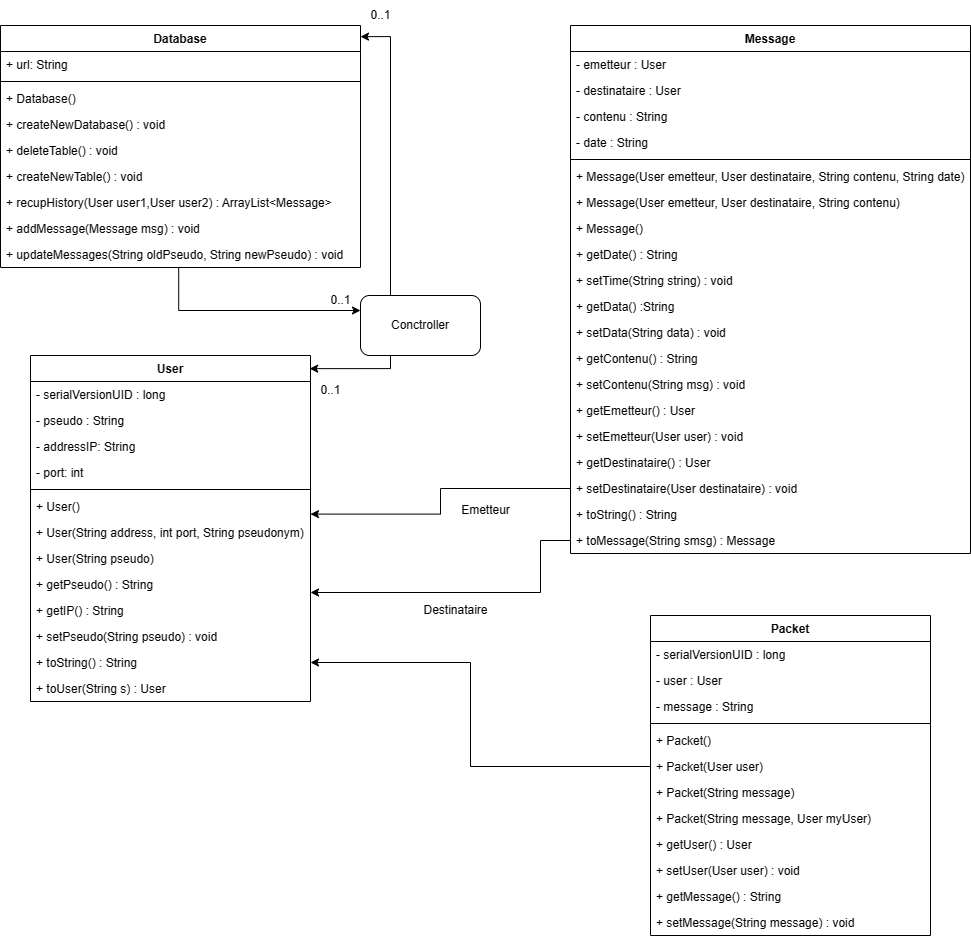 0..1
Database
+ url: String
+ Database()
+ createNewDatabase() : void
+ deleteTable() : void
+ createNewTable() : void
+ recupHistory(User user1,User user2) : ArrayList<Message>
+ addMessage(Message msg) : void
+ updateMessages(String oldPseudo, String newPseudo) : void
Message
- emetteur : User
- destinataire : User
- contenu : String
- date : String
+ Message(User emetteur, User destinataire, String contenu, String date)
+ Message(User emetteur, User destinataire, String contenu)
+ Message()
+ getDate() : String
+ setTime(String string) : void
+ getData() :String
+ setData(String data) : void
+ getContenu() : String
+ setContenu(String msg) : void
+ getEmetteur() : User
+ setEmetteur(User user) : void
+ getDestinataire() : User
+ setDestinataire(User destinataire) : void
+ toString() : String
+ toMessage(String smsg) : Message
0..1
Conctroller
0..1
User
- serialVersionUID : long
- pseudo : String
- addressIP: String
- port: int
+ User()
+ User(String address, int port, String pseudonym)
+ User(String pseudo)
+ getPseudo() : String
+ getIP() : String
+ setPseudo(String pseudo) : void
+ toString() : String
+ toUser(String s) : User
Emetteur
Destinataire
Packet
- serialVersionUID : long
- user : User
- message : String
+ Packet()
+ Packet(User user)
+ Packet(String message)
+ Packet(String message, User myUser)
+ getUser() : User
+ setUser(User user) : void
+ getMessage() : String
+ setMessage(String message) : void